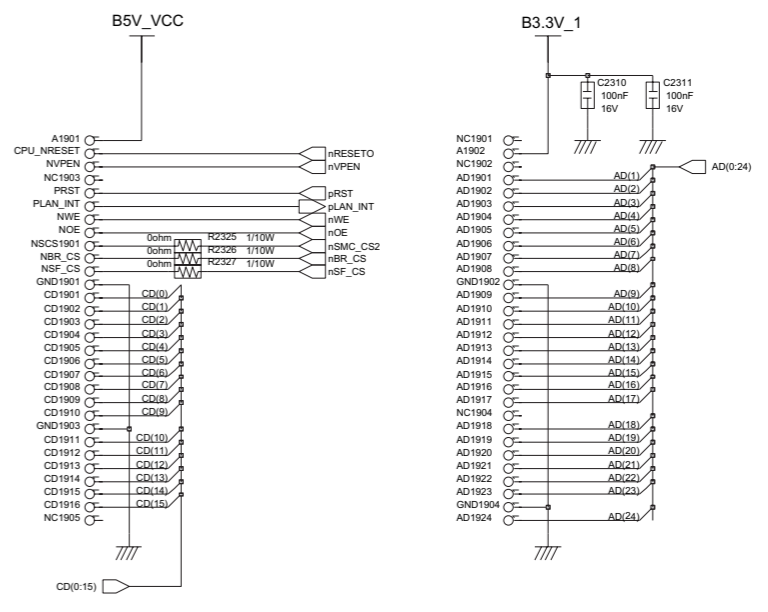 B5V_VCC
B3.3V_1
C2310
100nF
16V
C2311
100nF
16V
A1901
CPU_NRESET
nRESETO
NVPEN
nVPEN
NC1903
PRST
pRST
PLAN_INT
pLAN_INT
NWE
nWE
NOE
nOE
NSCS1901 0ohm R2325 1/10W nSMC_CS2
NBR_CS 0ohm R2326 1/10W nBR_CS
NSF_CS 0ohm R2327 1/10W nSF_CS
GND1901
CD1901 CD(0)
CD1902 CD(1)
CD1903 CD(2)
CD1904 CD(3)
CD1905 CD(4)
CD1906 CD(5)
CD1907 CD(6)
CD1908 CD(7)
CD1909 CD(8)
CD1910 CD(9)
GND1903
CD1911 CD(10)
CD1912 CD(11)
CD1913 CD(12)
CD1914 CD(13)
CD1915 CD(14)
CD1916 CD(15)
NC1905
CD(0:15)
NC1901
A1902
NC1902
AD(0:24)
AD1901 AD(1)
AD1902 AD(2)
AD1903 AD(3)
AD1904 AD(4)
AD1905 AD(5)
AD1906 AD(6)
AD1907 AD(7)
AD1908 AD(8)
GND1902
AD1909 AD(9)
AD1910 AD(10)
AD1911 AD(11)
AD1912 AD(12)
AD1913 AD(13)
AD1914 AD(14)
AD1915 AD(15)
AD1916 AD(16)
AD1917 AD(17)
NC1904
AD1918 AD(18)
AD1919 AD(19)
AD1920 AD(20)
AD1921 AD(21)
AD1922 AD(22)
AD1923 AD(23)
GND1904
AD1924 AD(24)